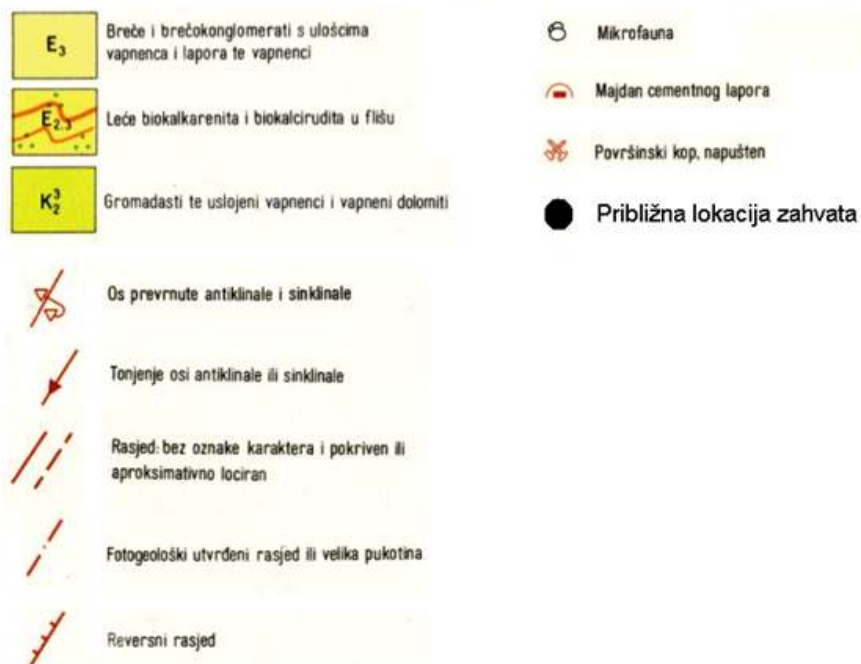 E3
Breče i brečokonglomerati s ulošcima
vapnenca i lapora te vapnenci
E2,3
Leće biokalkarenita i biokalcirudita u flišu
K2 3
Gromadasti te uslojeni vapnenci i vapneni dolomiti
Os prevrnute antiklinale i sinklinale
Tonjenje osi antiklinale ili sinklinale
Rasjed: bez oznake karaktera i pokriven ili
aproksimativno lociran
Fotogeološki utvrđeni rasjed ili velika pukotina
Reversni rasjed
Mikrofauna
Majdan cementnog lapora
Površinski kop, napušten
Približna lokacija zahvata